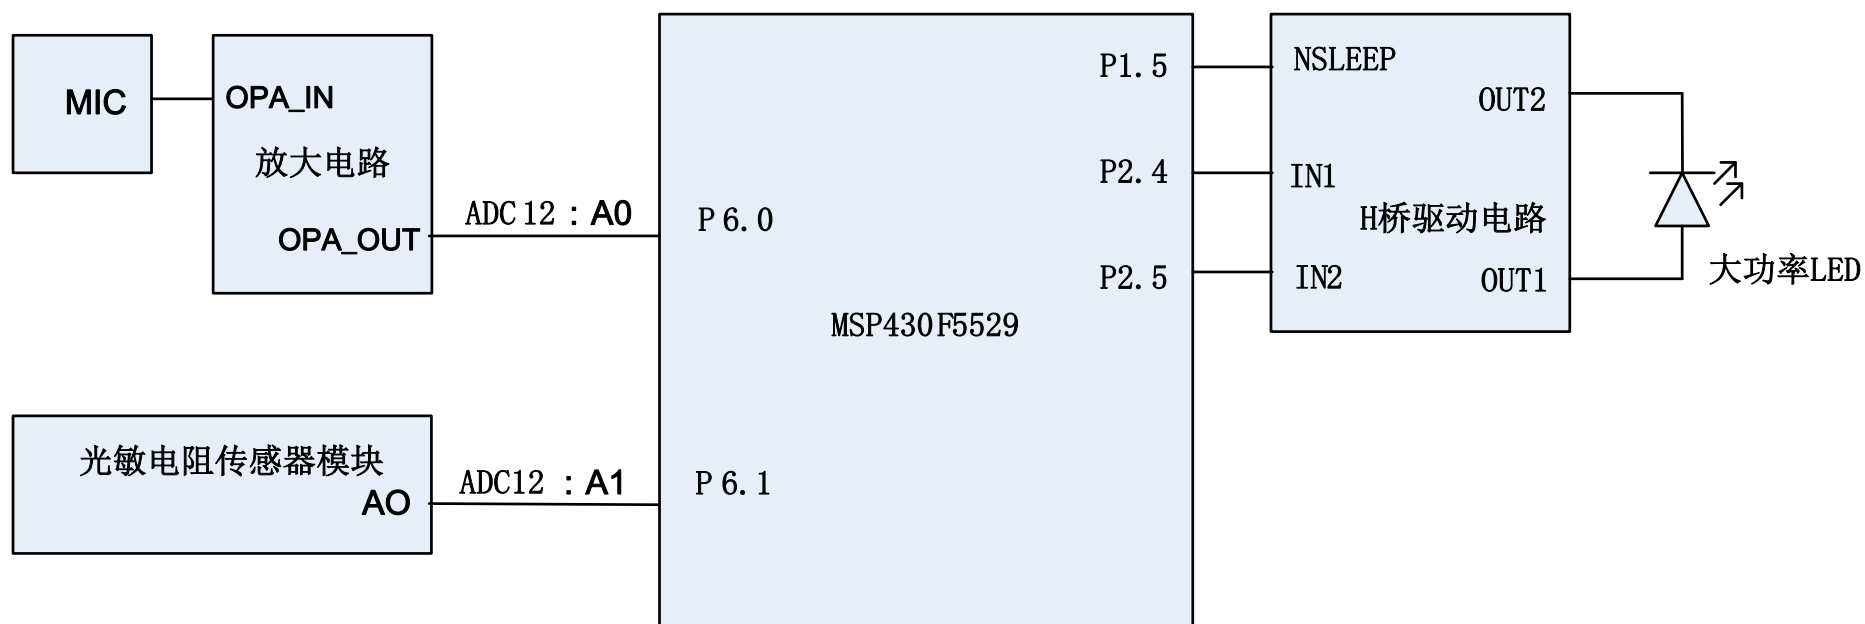 MIC
OPA_IN
放大电路
OPA_OUT
ADC12：A0
P6.0
P1.5
P2.4
P2.5
MSP430F5529
NSLEEP
OUT2
IN1
H桥驱动电路
IN2
OUT1
大功率LED
光敏电阻传感器模块
AO
ADC12：A1
P6.1